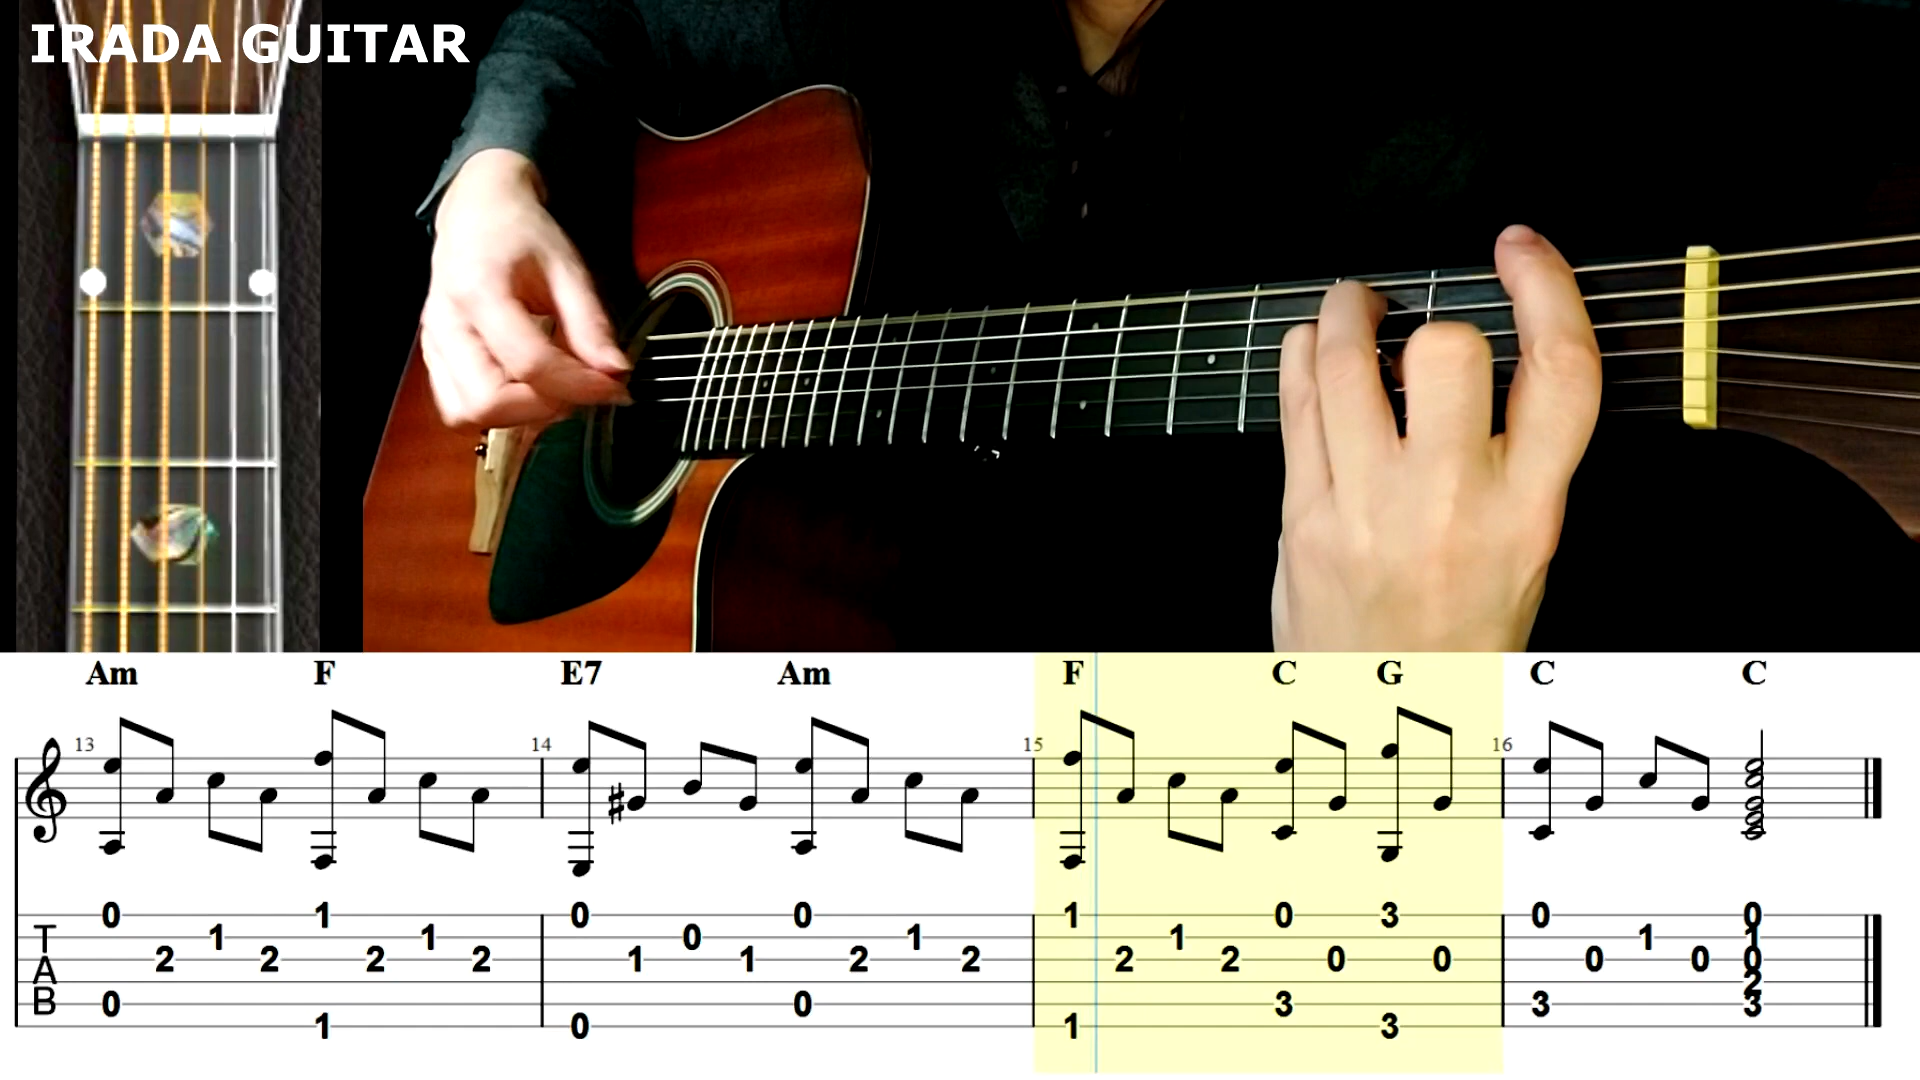 IRADA GUITAR
Am F E7 Am F C G C C
13 14 15 16
0 1 0 0 1 0 3 0 0
T 1 1 0 1 1 1 1
A 2 2 2 2 1 1 2 2 2 2 0 0 0 0 0
2
B 0 0 3 3 3
1 0 1 3